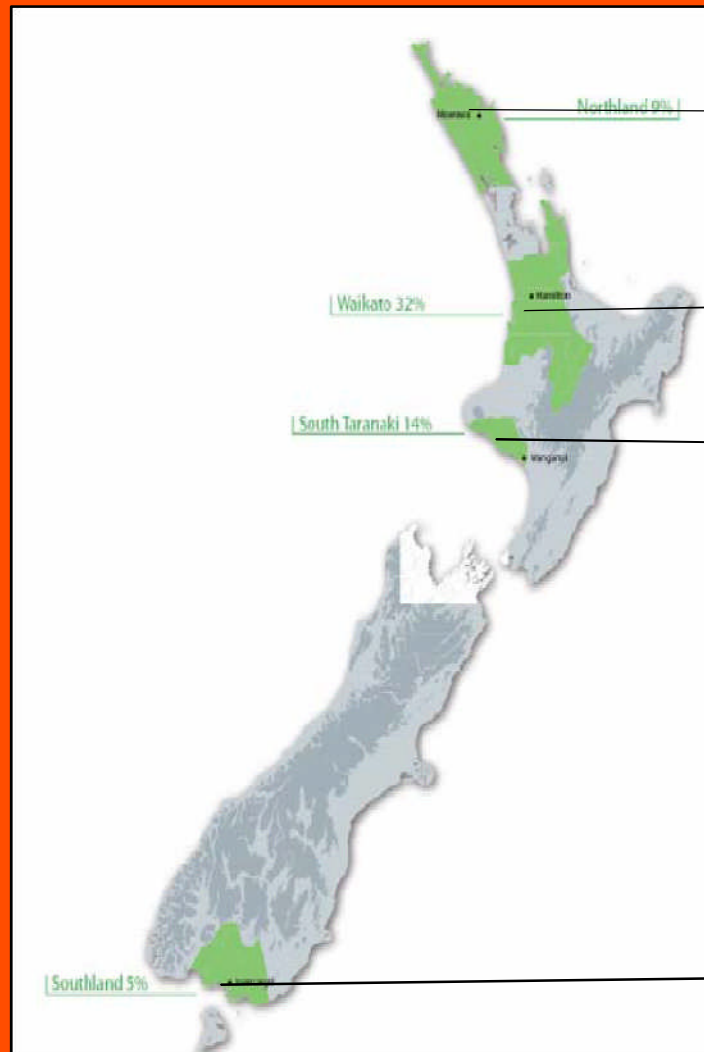 Northland 9%
Waikato 32%
Hamilton
South Taranaki 14%
Wanganui
Southland 5%